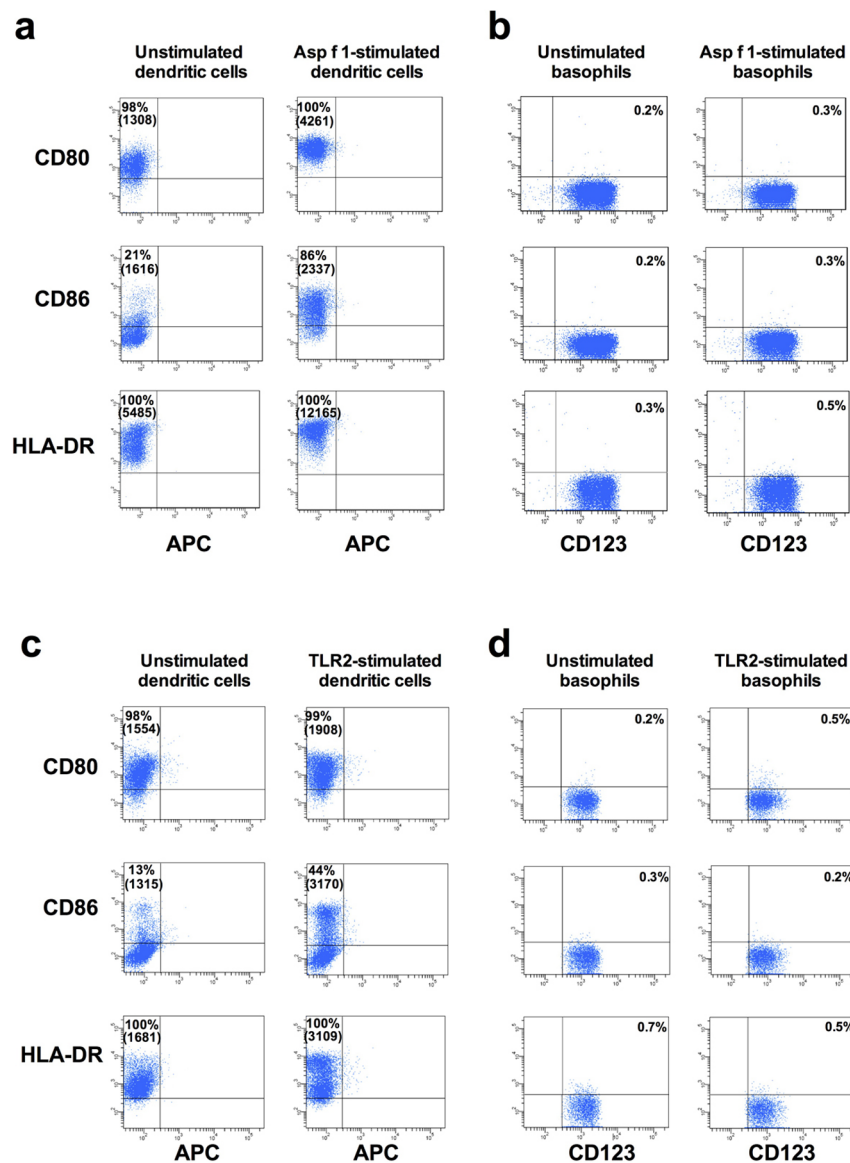 a
b
Unstimulated
dendritic cells
Asp f 1-stimulated
dendritic cells
Unstimulated
basophils
Asp f 1-stimulated
basophils
CD80
98%
(1308)
100%
(4261)
0.2%
0.3%
CD86
21%
(1616)
86%
(2337)
0.2%
0.3%
HLA-DR
100%
(5485)
100%
(12165)
0.3%
0.5%
APC
APC
CD123
CD123
c
d
Unstimulated
dendritic cells
TLR2-stimulated
dendritic cells
Unstimulated
basophils
TLR2-stimulated
basophils
CD80
98%
(1554)
99%
(1908)
0.2%
0.5%
CD86
13%
(1315)
44%
(3170)
0.3%
0.2%
HLA-DR
100%
(1681)
100%
(3109)
0.7%
0.5%
APC
APC
CD123
CD123